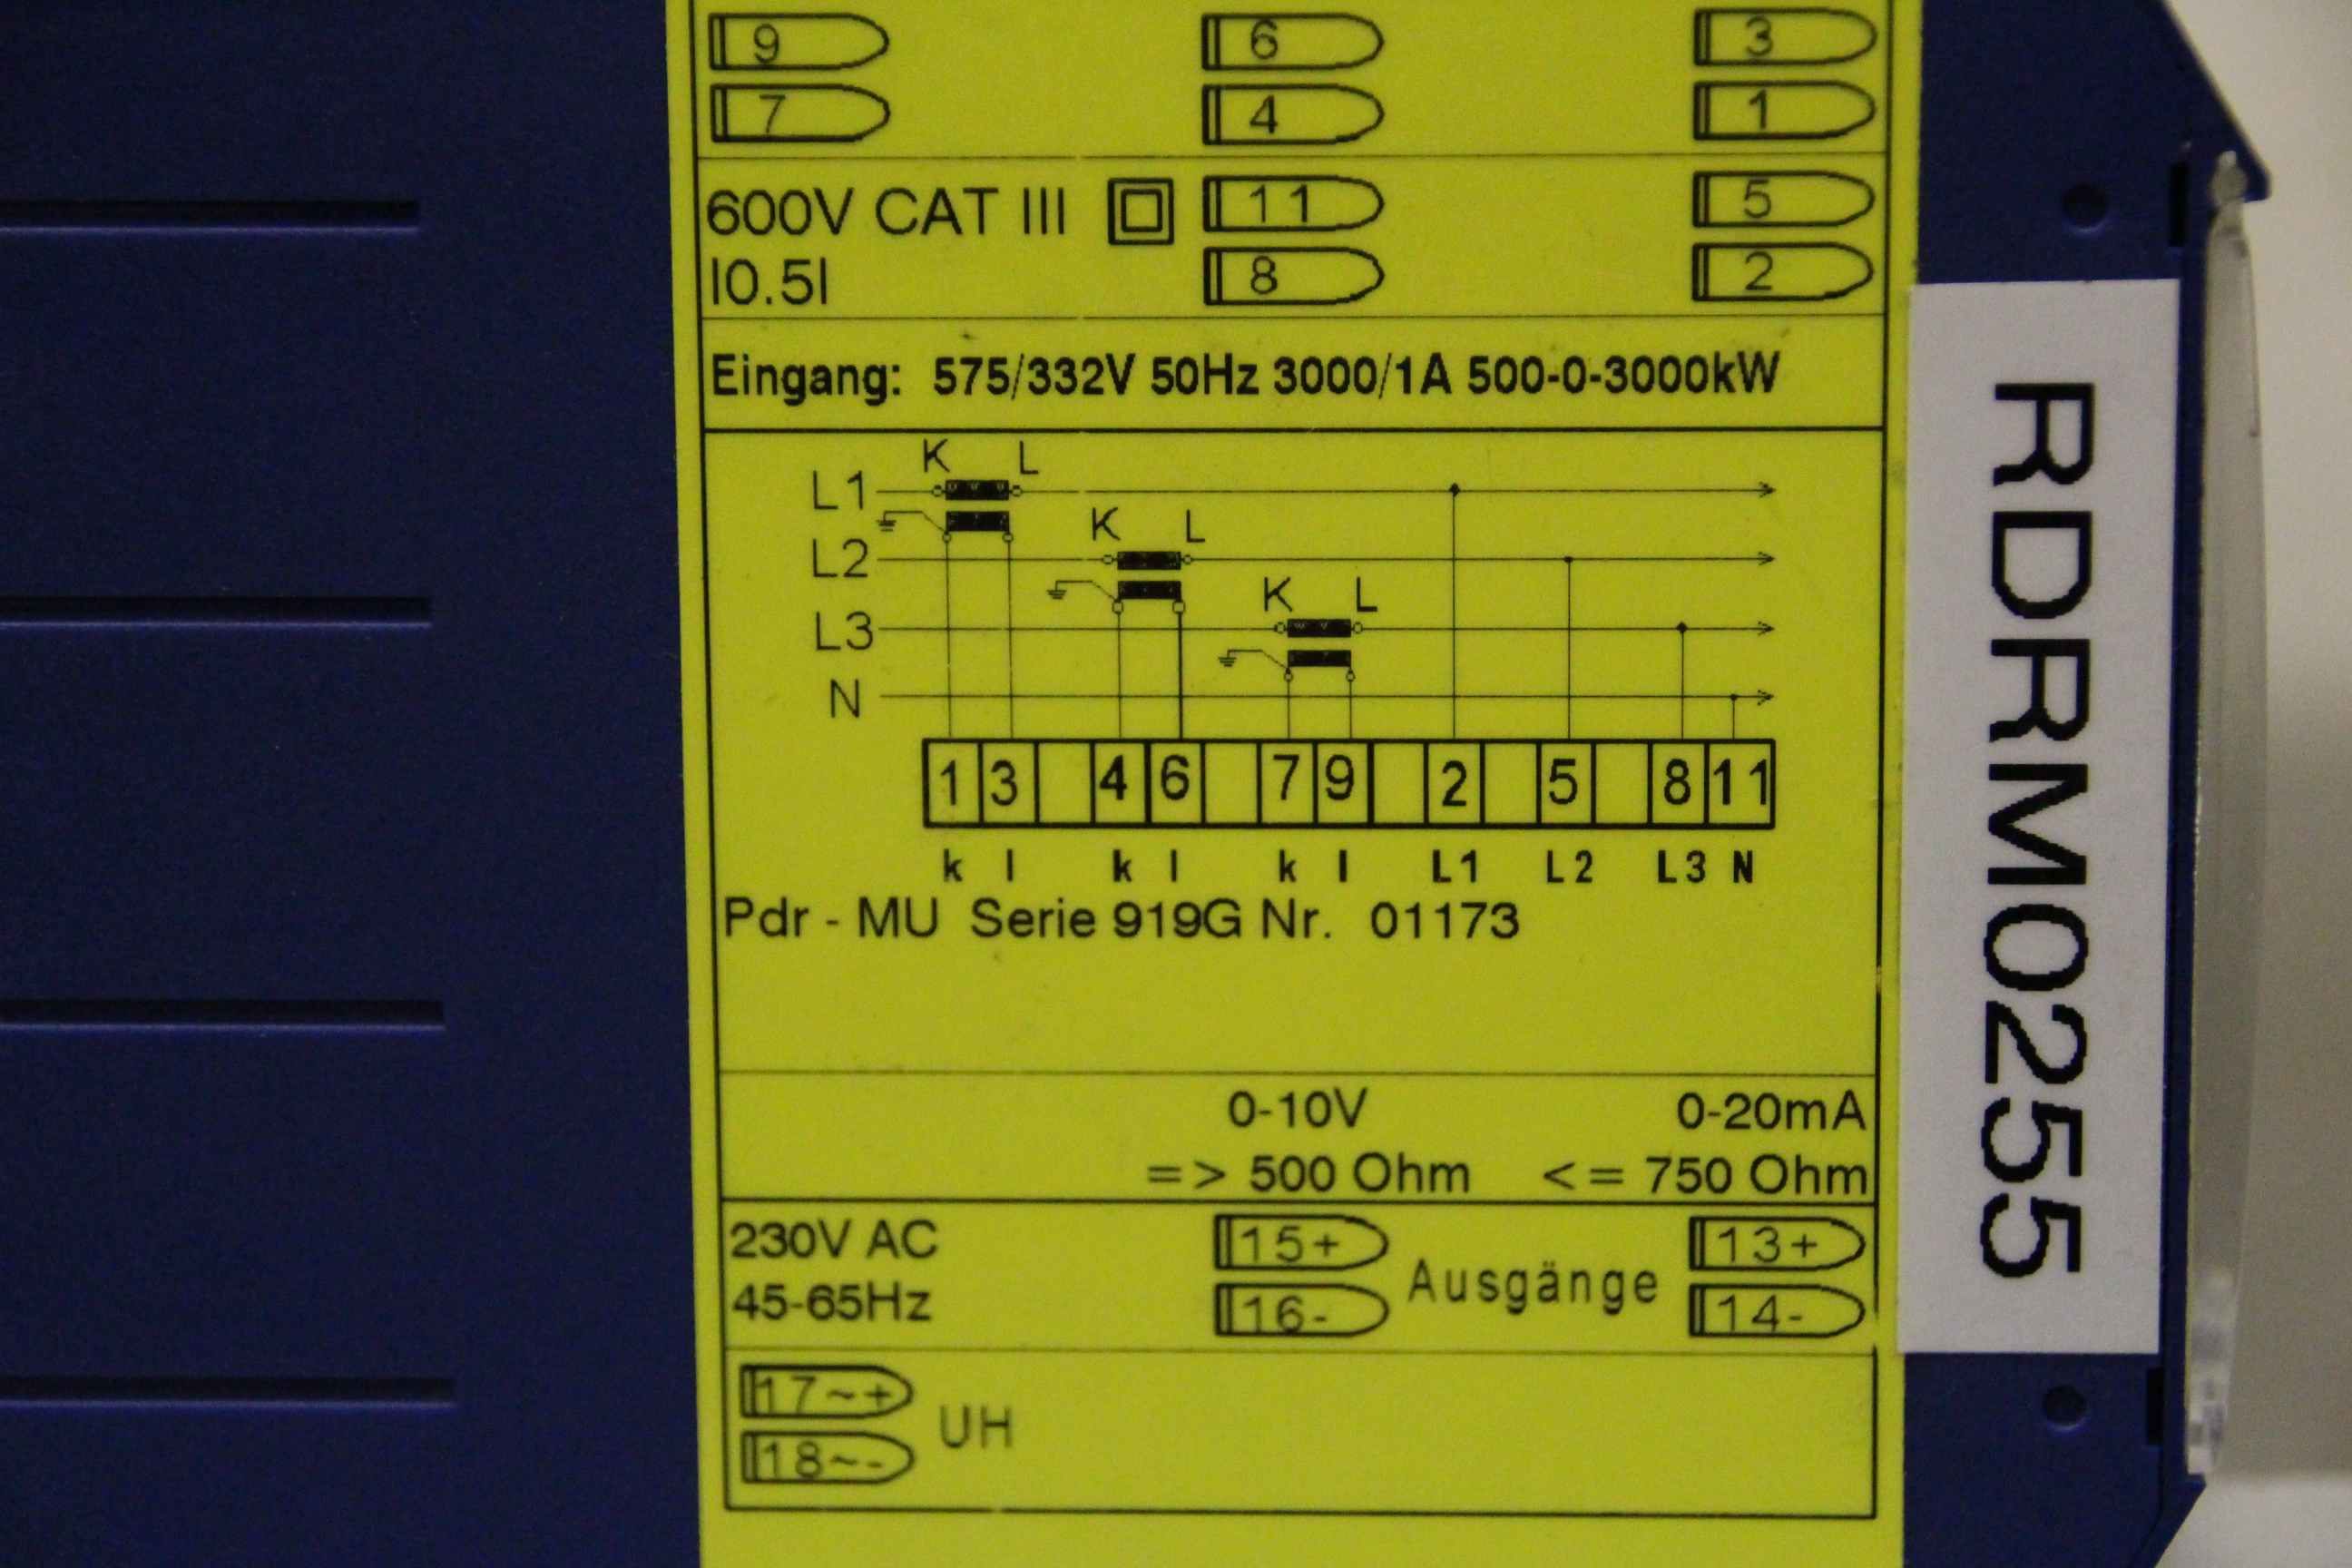 9 6 3
7 4 1
600V CAT III 11 5
I0.5I 8 2
Eingang: 575/332V 50Hz 3000/1A 500-0-3000kW
K L
L1
K L
L2
K L
L3
N
1 3 4 6 7 9 2 5 8 11
k l k l k l L1 L2 L3 N
Pdr - MU Serie 919G Nr. 01173
0-10V 0-20mA
=> 500 Ohm <= 750 Ohm
230V AC 15+ Ausgänge 13+
45-65Hz 16- 14-
17~+ UH
18~-
RDRM0255